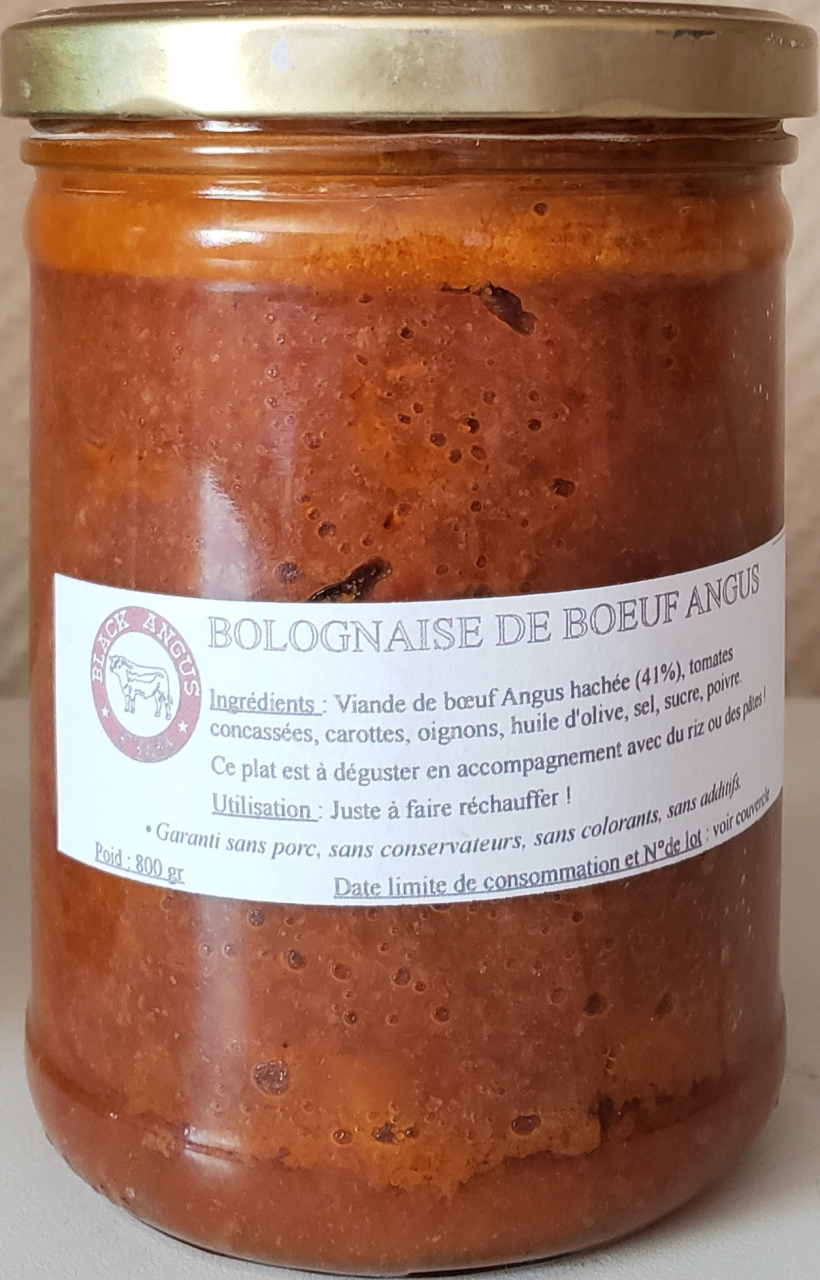 BLACK ANGUS
BOLOGNAISE DE BOEUF ANGUS
Ingrédients : Viande de bœuf Angus hachée (41%), tomates
concassées, carottes, oignons, huile d'olive, sel, sucre, poivre.
Ce plat est à déguster en accompagnement avec du riz ou des pâtes !
Utilisation : Juste à faire réchauffer !
• Garanti sans porc, sans conservateurs, sans colorants, sans additifs.
Poid : 800 gr
Date limite de consommation et N°de lot : voir couvercle